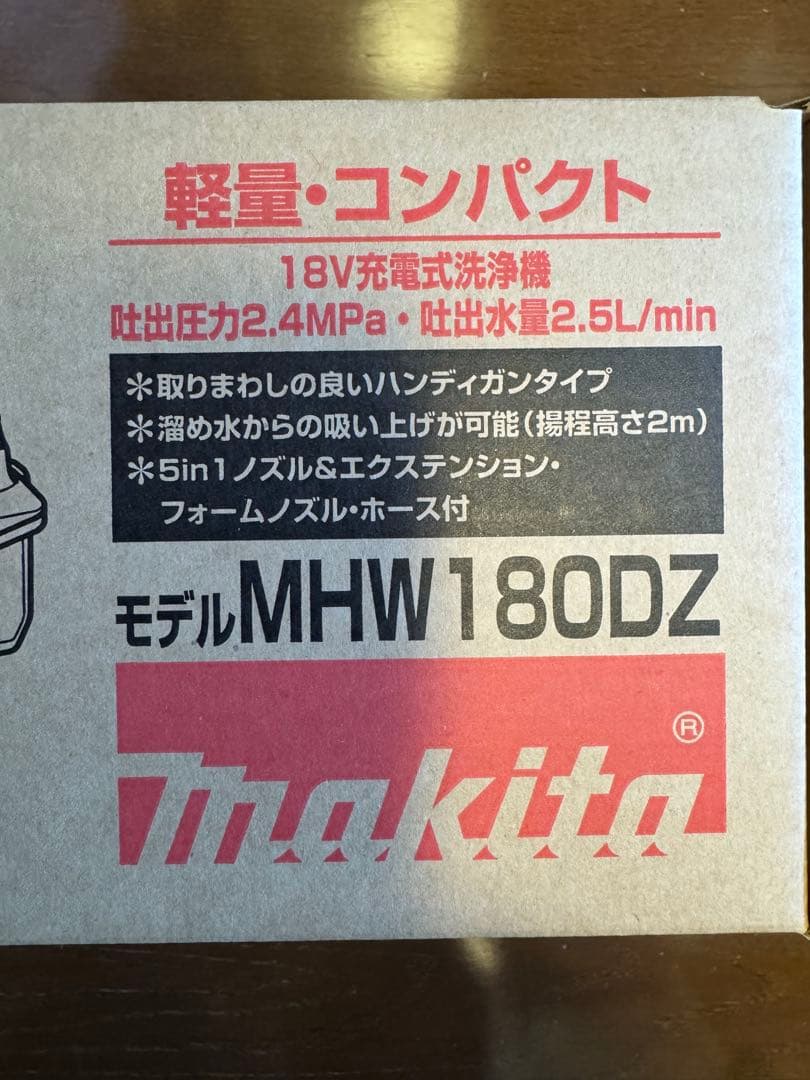 軽量・コンパクト
18V充電式洗浄機
吐出圧力2.4MPa・吐出水量2.5L/min
＊取りまわしの良いハンディガンタイプ
＊溜め水からの吸い上げが可能(揚程高さ2m)
＊5in1ノズル&エクステンション・
フォームノズル・ホース付
モデルMHW180DZ
makita®